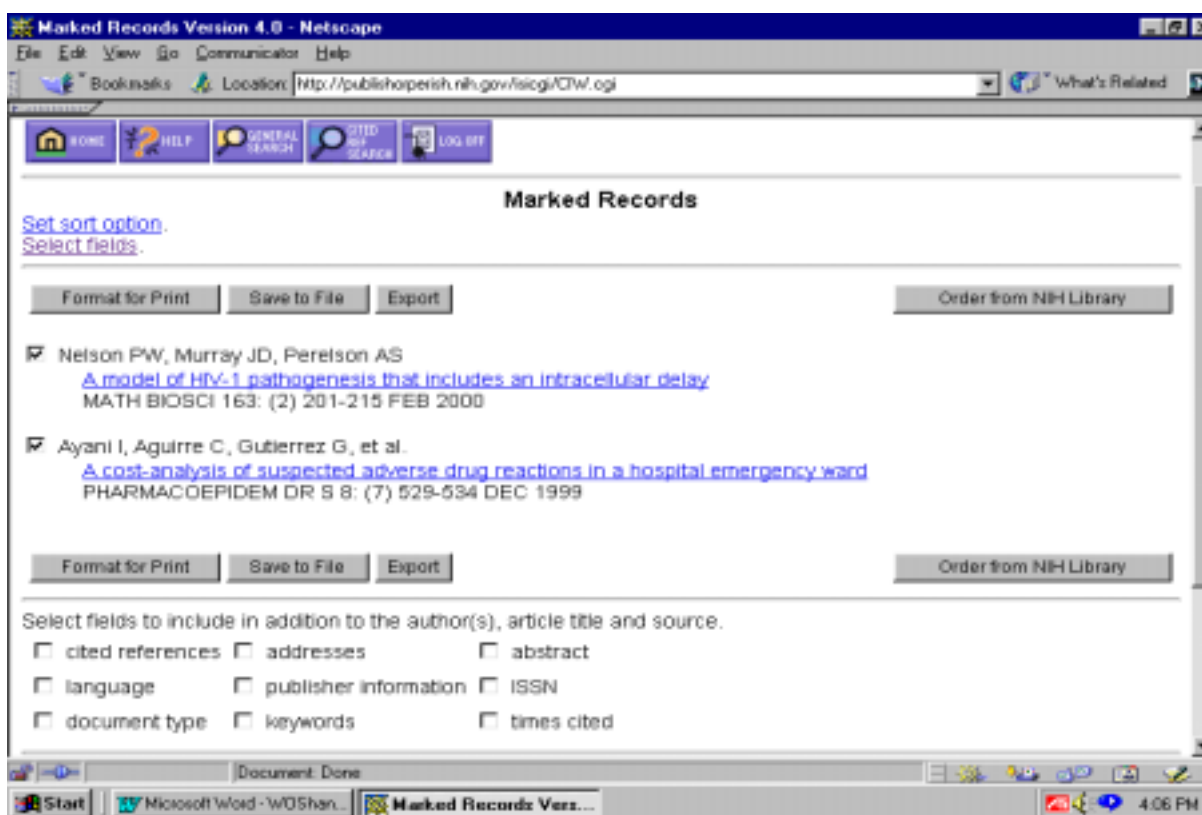 Marked Records Version 4.0 - Netscape
File Edit View Go Communicator Help
Bookmarks Location: http://publishorperish.nih.gov/isicgi/CIW.cgi What's Related
HOME HELP GENERAL SEARCH CITED REF SEARCH LOG OFF
Marked Records
Set sort option.
Select fields.
Format for Print Save to File Export Order from NIH Library
Nelson PW, Murray JD, Perelson AS
A model of HIV-1 pathogenesis that includes an intracellular delay
MATH BIOSCI 163: (2) 201-215 FEB 2000
Ayani I, Aguirre C, Gutierrez G, et al.
A cost-analysis of suspected adverse drug reactions in a hospital emergency ward
PHARMACOEPIDEM DR S 8: (7) 529-534 DEC 1999
Format for Print Save to File Export Order from NIH Library
Select fields to include in addition to the author(s), article title and source.
cited references addresses abstract
language publisher information ISSN
document type keywords times cited
Document: Done
Start Microsoft Word - WOShan... Marked Records Vers... 4:06 PM